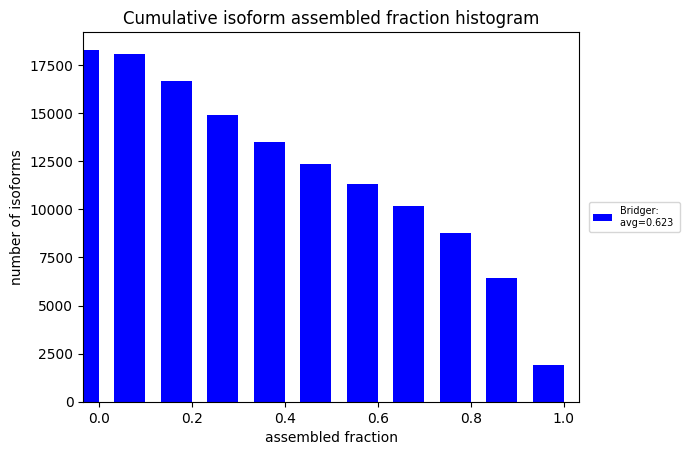 Cumulative isoform assembled fraction histogram
number of isoforms
17500
15000
12500
10000
7500
5000
2500
0
0.0
0.2
0.4
0.6
0.8
1.0
assembled fraction
Bridger:
avg=0.623